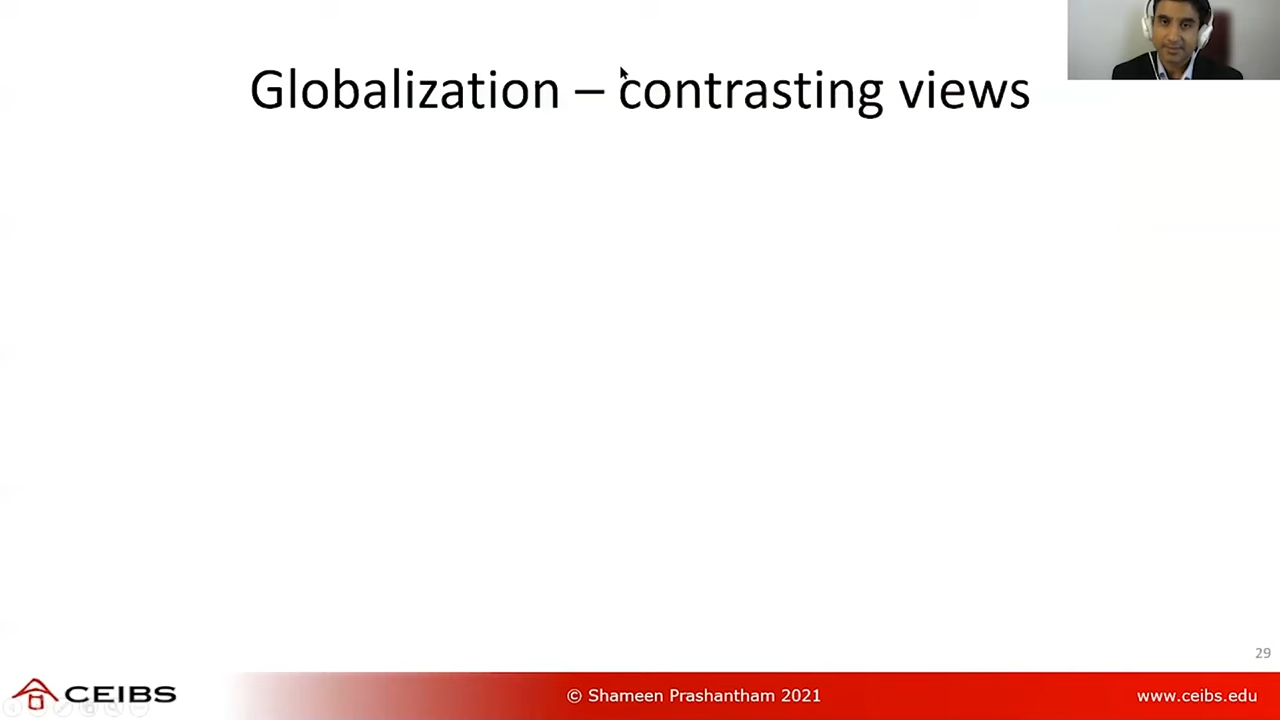 Globalization – contrasting views
29
CEIBS
© Shameen Prashantham 2021
www.ceibs.edu